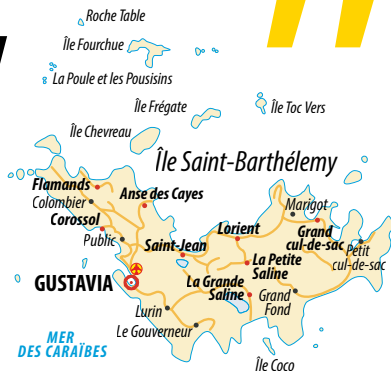 Roche Table
Île Fourchue
La Poule et les Pousisins
Île Frégate
Île Toc Vers
Île Chevreau
Île Saint-Barthélemy
Flamands
Colombier
Anse des Cayes
Marigot
Corossol
Public
Saint-Jean
Lorient
Grand
cul-de-sac
Petit
cul-de-sac
La Petite
Saline
GUSTAVIA
La Grande
Saline
Grand
Fond
Lurin
Le Gouverneur
MER
DES CARAÏBES
Île Coco